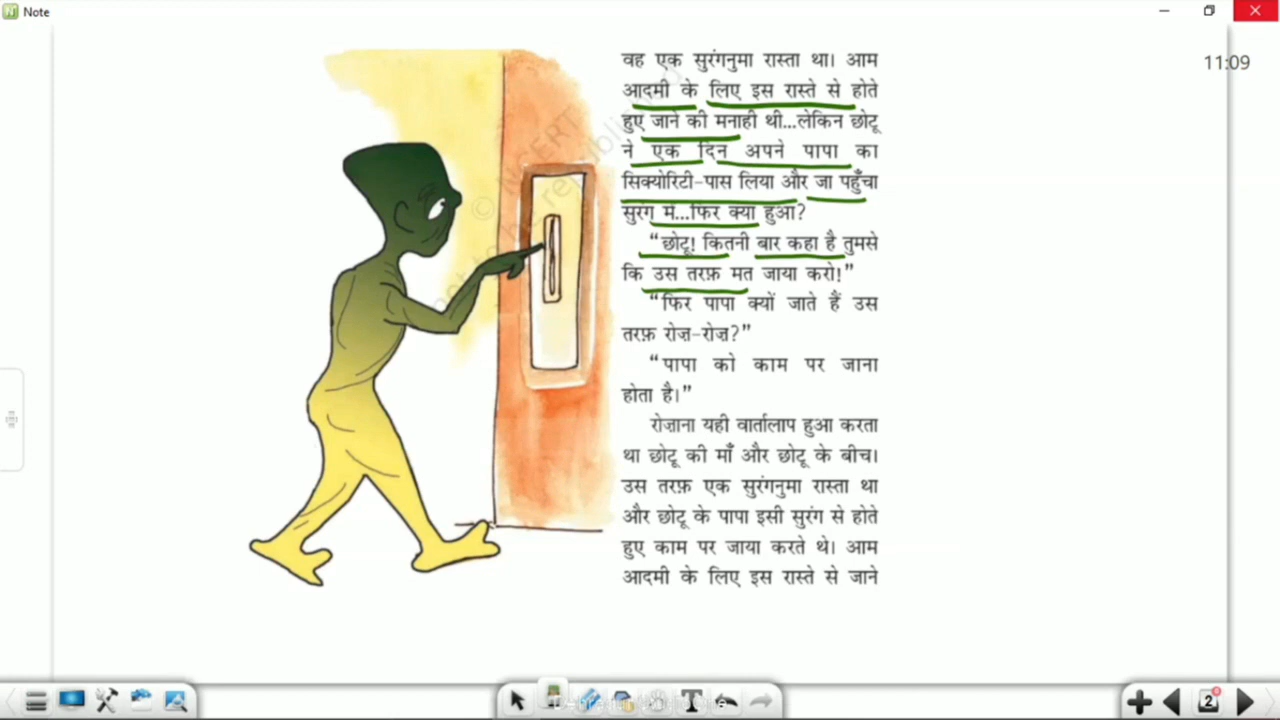 Note
11:09
वह एक सुरंगनुमा रास्ता था। आम
आदमी के लिए इस रास्ते से होते
हुए जाने की मनाही थी...लेकिन छोटू
ने एक दिन अपने पापा का
सिक्योरिटी-पास लिया और जा पहुँचा
सुरंग में...फिर क्या हुआ?
“छोटू! कितनी बार कहा है तुमसे
कि उस तरफ़ मत जाया करो!”
“फिर पापा क्यों जाते हैं उस
तरफ़ रोज़-रोज़?”
“पापा को काम पर जाना
होता है।”
रोज़ाना यही वार्तालाप हुआ करता
था छोटू की माँ और छोटू के बीच।
उस तरफ़ एक सुरंगनुमा रास्ता था
और छोटू के पापा इसी सुरंग से होते
हुए काम पर जाया करते थे। आम
आदमी के लिए इस रास्ते से जाने
© NCERT
2